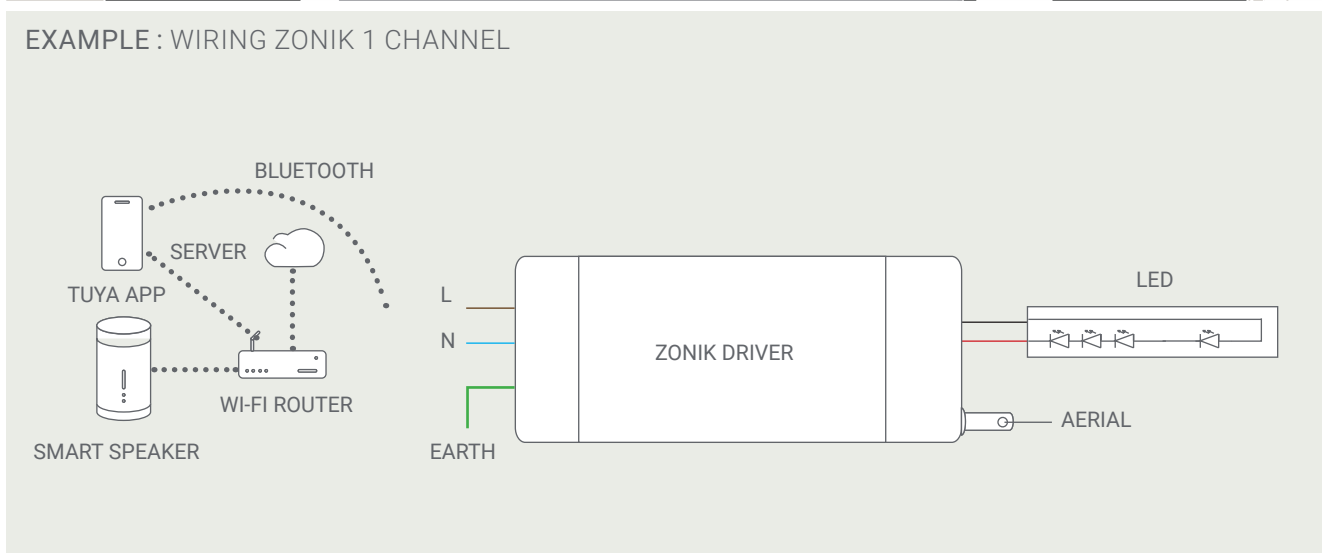 EXAMPLE : WIRING ZONIK 1 CHANNEL
BLUETOOTH
SERVER
TUYA APP
WI-FI ROUTER
SMART SPEAKER
L
N
EARTH
ZONIK DRIVER
LED
AERIAL